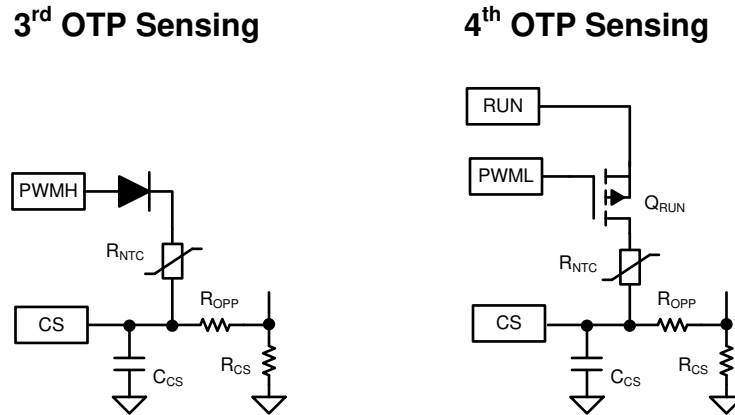 3rd OTP Sensing
4th OTP Sensing
PWMH
RNTC
CS
ROPP
CCS
RCS
RUN
PWML
QRUN
RNTC
CS
ROPP
CCS
RCS